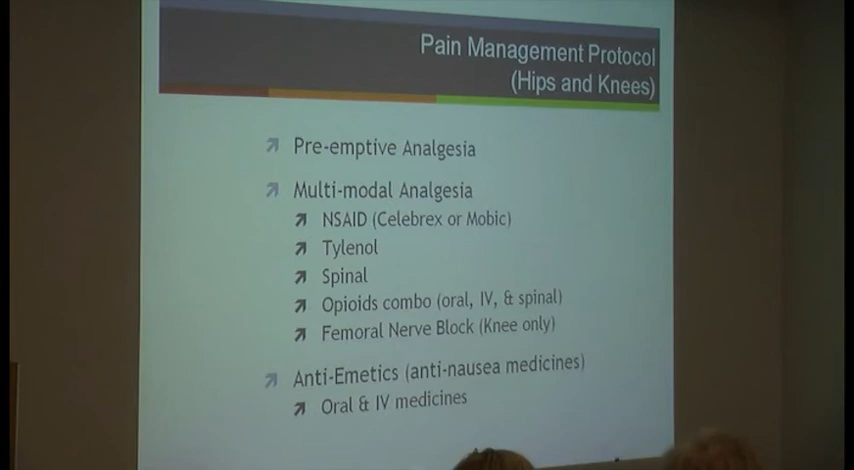 Pain Management Protocol
(Hips and Knees)
Pre-emptive Analgesia
Multi-modal Analgesia
NSAID (Celebrex or Mobic)
Tylenol
Spinal
Opioids combo (oral, IV, & spinal)
Femoral Nerve Block (Knee only)
Anti-Emetics (anti-nausea medicines)
Oral & IV medicines